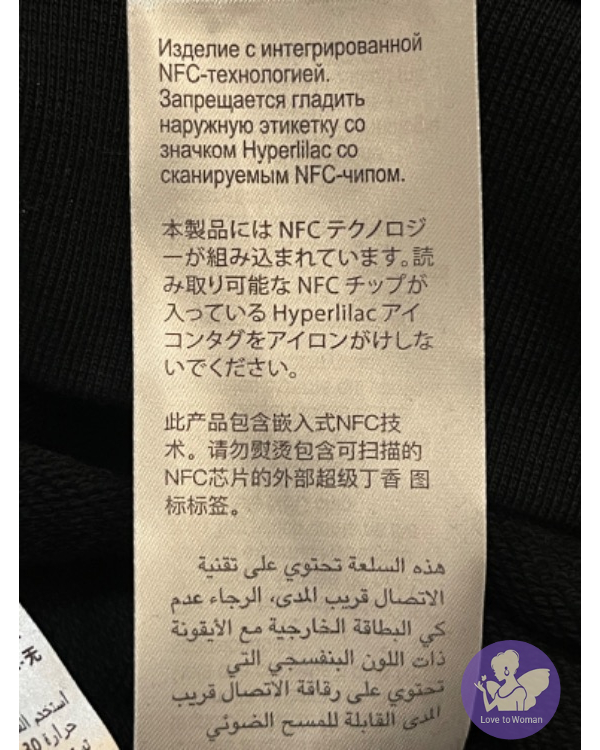 Изделие с интегрированной
NFC-технологией.
Запрещается гладить
наружную этикетку со
значком Hyperlilac со
сканируемым NFC-чипом.
本製品には NFC テクノロジ
ーが組み込まれています。読
み取り可能な NFC チップが
入っている Hyperlilac アイ
コンタグをアイロンがけしな
いでください。
此产品包含嵌入式NFC技
术。请勿熨烫包含可扫描的
NFC芯片的外部超级丁香 图
标标签。
هذه السلعة تحتوي على تقنية
الاتصال قريب المدى، الرجاء عدم
كي البطاقة الخارجية مع الأيقونة
ذات اللون البنفسجي التي
تحتوي على رقاقة الاتصال قريب
المدى القابلة للمسح الضوئي
无
استخدم
حرارة 30
Love to Woman